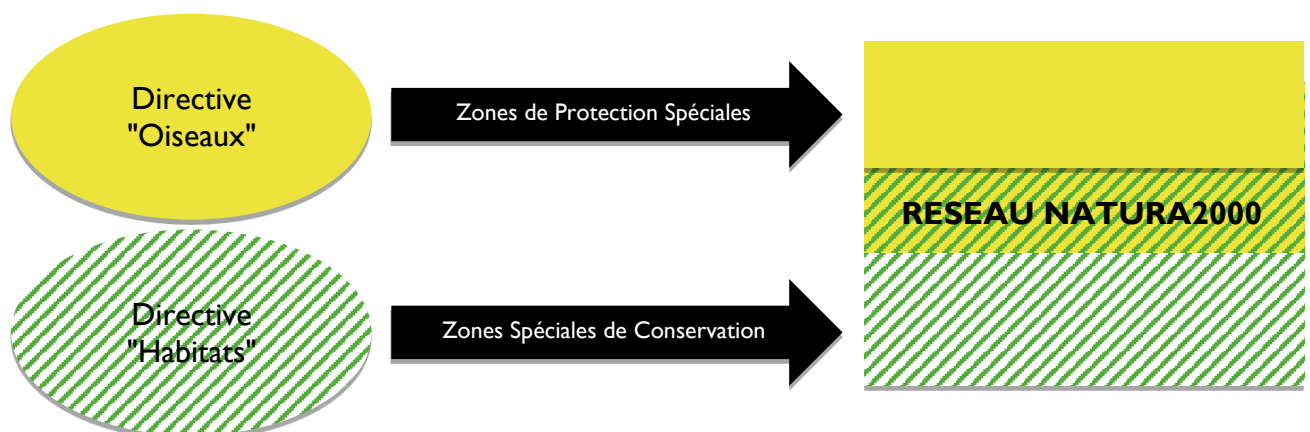 Directive
"Oiseaux"
Zones de Protection Spéciales
RESEAU NATURA2000
Directive
"Habitats"
Zones Spéciales de Conservation